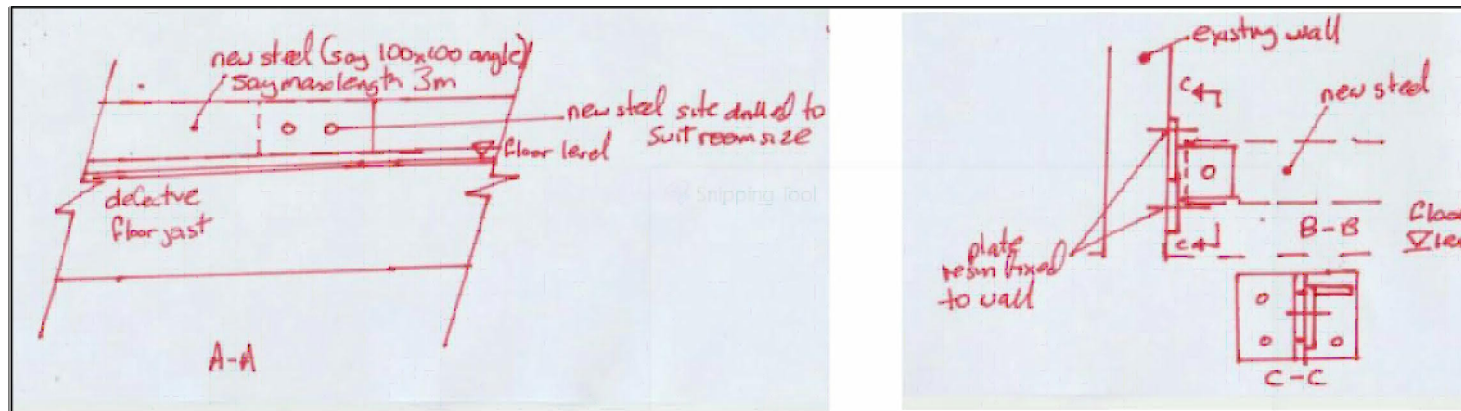 new steel (say 100x100 angle)
say max length 3m
new steel site drilled to
suit room size
floor level
defective
floor joist
A-A
Snipping Tool
existing wall
c
new steel
plate
resin fixed
to wall
c
B-B
C-C